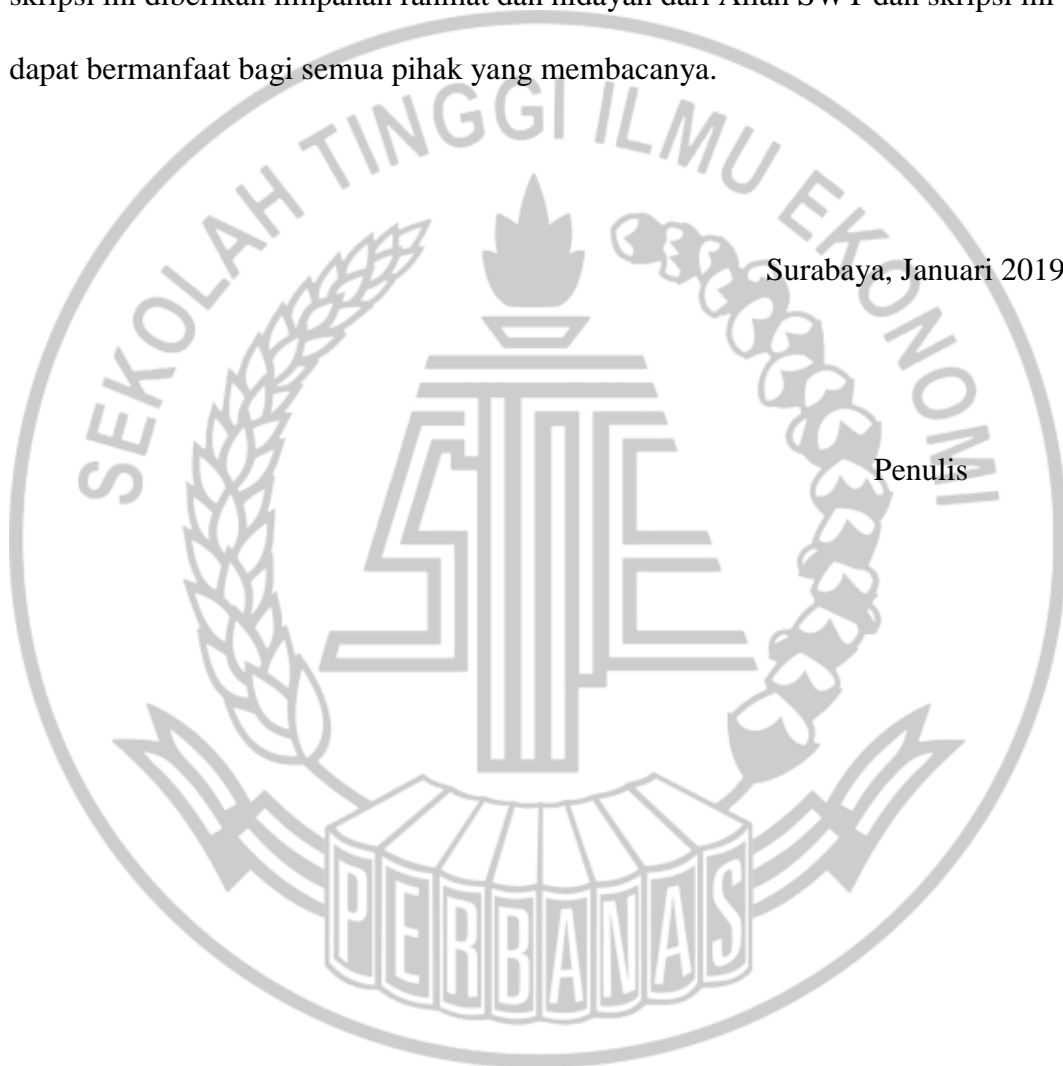 skripsi ini diberikan limpahan rahmat dan hidayah dari Allah SWT dan skripsi ini
dapat bermanfaat bagi semua pihak yang membacanya.
SEKOLAH TINGGI ILMU EKONOMI
Surabaya, Januari 2019
Penulis
STIE
PERBANAS